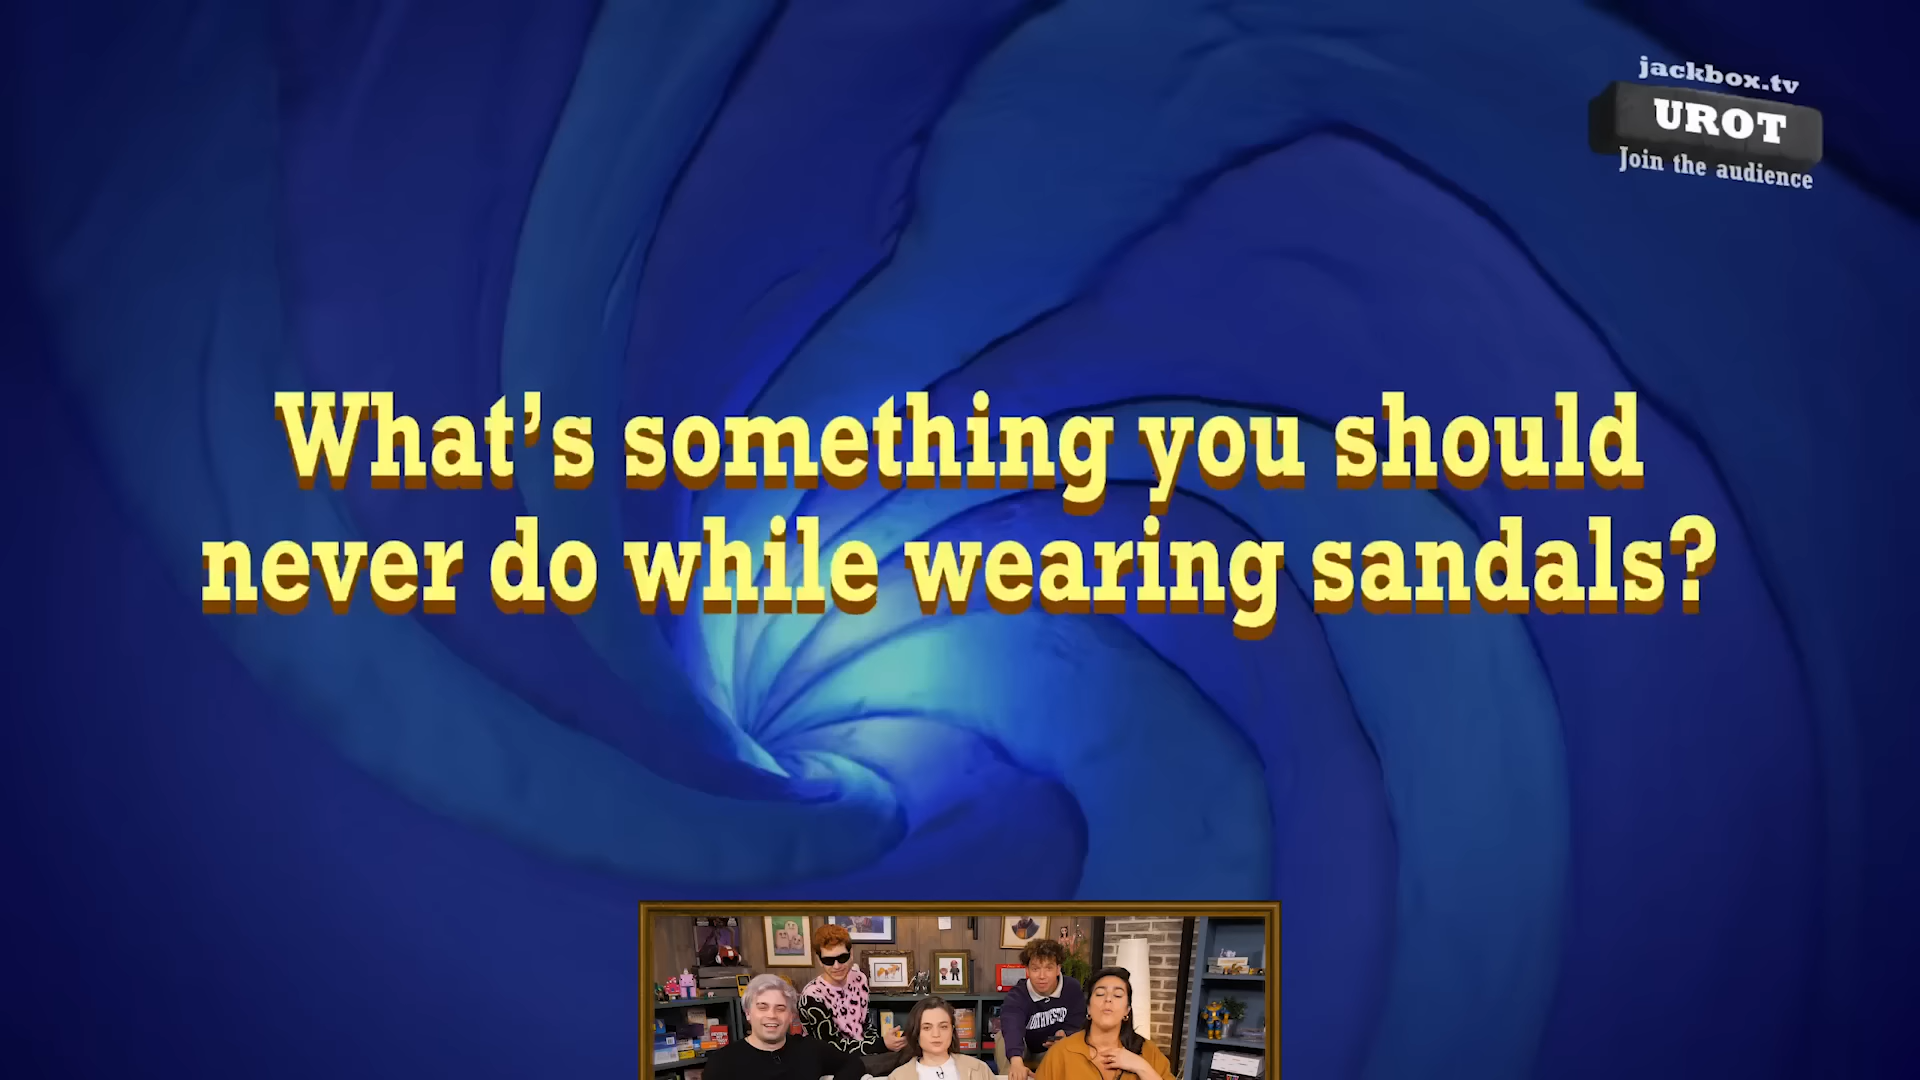 jackbox.tv
UROT
Join the audience
What's something you should
never do while wearing sandals?